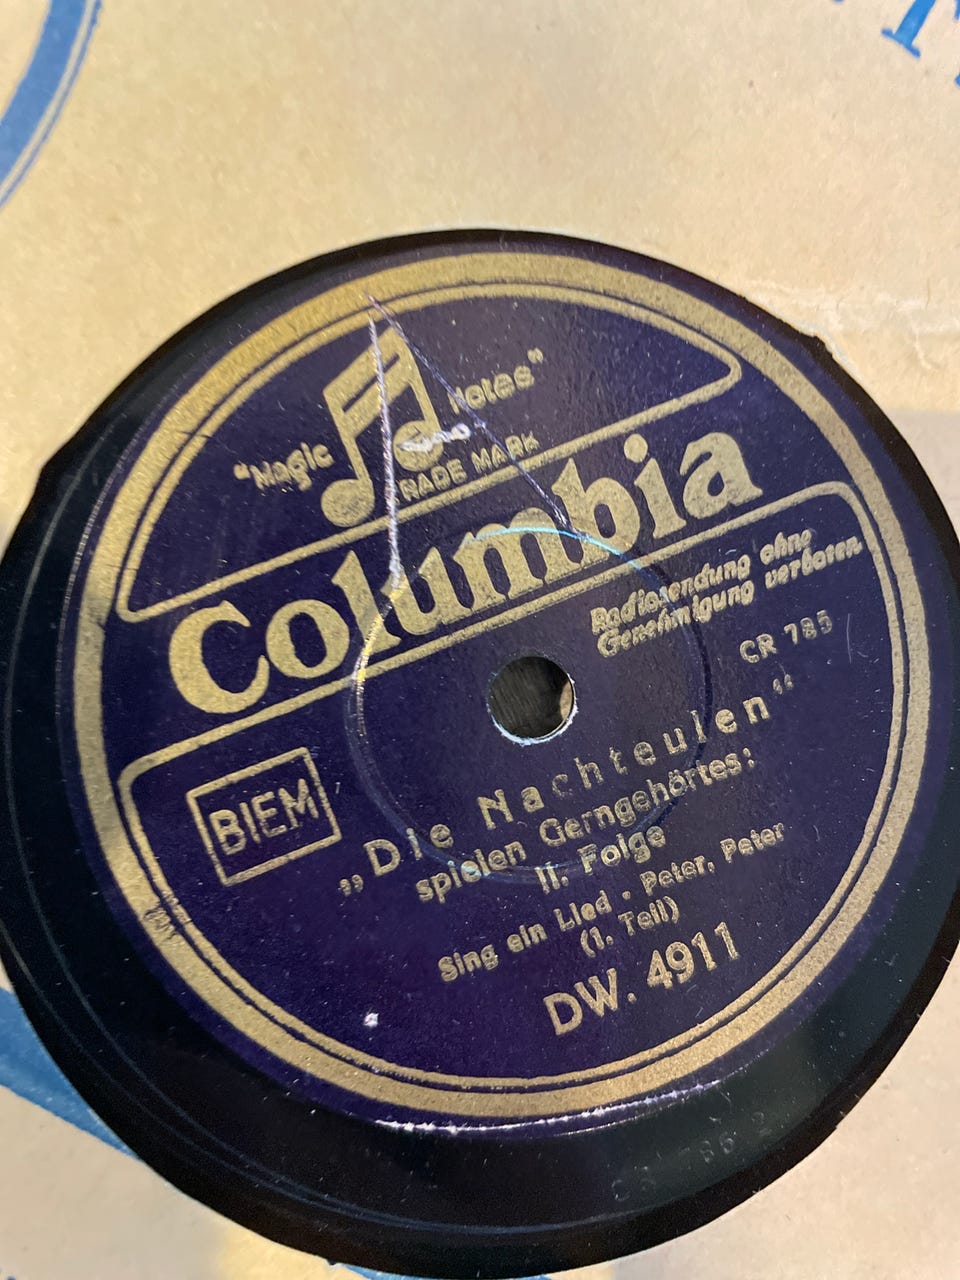 "Magic Notes"
TRADE MARK
Columbia
Radiosendung ohne
Genehmigung verboten
CR 785
BIEM
„Die Nachteulen“
spielen Gerngehörtes:
II. Folge
Sing ein Lied . Peter, Peter
(1. Teil)
DW. 4911